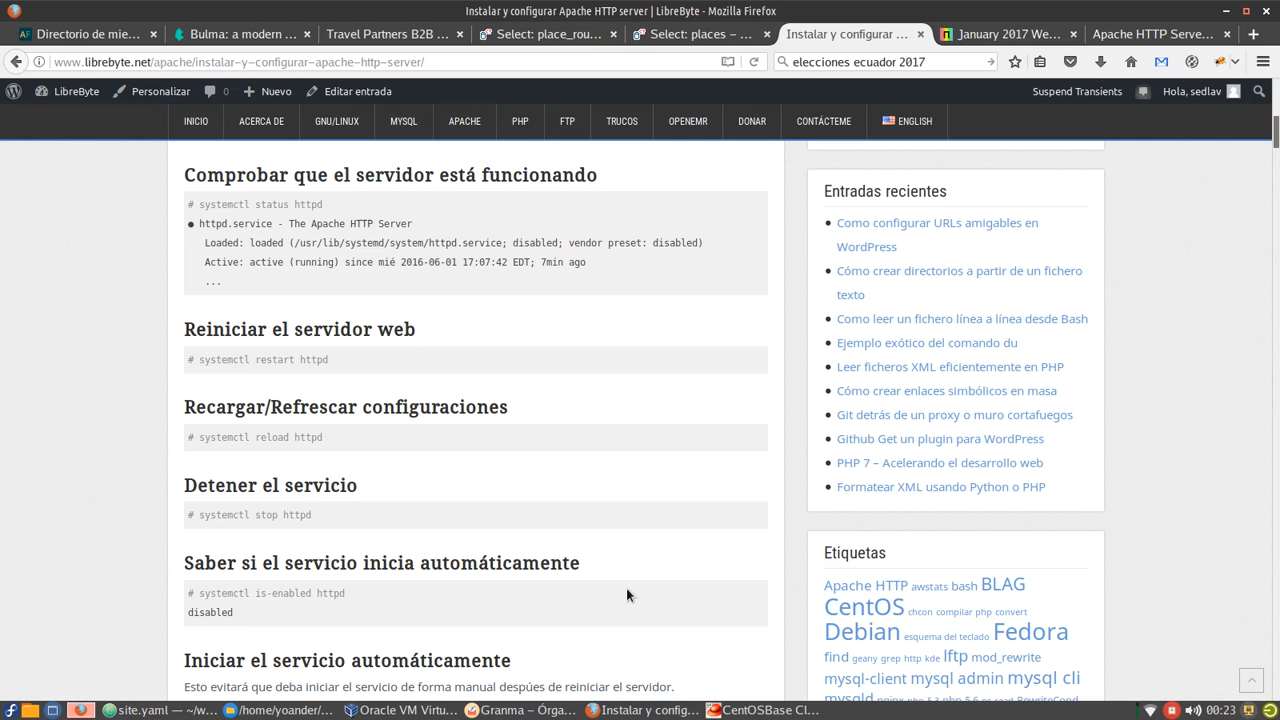 Instalar y configurar Apache HTTP server | LibreByte - Mozilla Firefox
Directorio de mie... × Bulma: a modern ... × Travel Partners B2B ... × Select: place_rou... × Select: places – ... × Instalar y configurar ... × January 2017 We... × Apache HTTP Serve... ×
www.librebyte.net/apache/instalar-y-configurar-apache-http-server/ elecciones ecuador 2017
LibreByte Personalizar 0 Nuevo Editar entrada Suspend Transients Hola, sedlav
INICIO ACERCA DE GNU/LINUX MYSQL APACHE PHP FTP TRUCOS OPENEMR DONAR CONTÁCTEME ENGLISH
Comprobar que el servidor está funcionando
# systemctl status httpd
● httpd.service - The Apache HTTP Server
Loaded: loaded (/usr/lib/systemd/system/httpd.service; disabled; vendor preset: disabled)
Active: active (running) since mié 2016-06-01 17:07:42 EDT; 7min ago
...
Reiniciar el servidor web
# systemctl restart httpd
Recargar/Refrescar configuraciones
# systemctl reload httpd
Detener el servicio
# systemctl stop httpd
Saber si el servicio inicia automáticamente
# systemctl is-enabled httpd
disabled
Iniciar el servicio automáticamente
Esto evitará que deba iniciar el servicio de forma manual despúes de reiniciar el servidor.
Entradas recientes
Como configurar URLs amigables en
WordPress
Cómo crear directorios a partir de un fichero
texto
Como leer un fichero línea a línea desde Bash
Ejemplo exótico del comando du
Leer ficheros XML eficientemente en PHP
Cómo crear enlaces simbólicos en masa
Git detrás de un proxy o muro cortafuegos
Github Get un plugin para WordPress
PHP 7 – Acelerando el desarrollo web
Formatear XML usando Python o PHP
Etiquetas
Apache HTTP awstats bash BLAG
CentOS chcon compilar php convert
Debian esquema del teclado Fedora
find geany grep http kde lftp mod_rewrite
mysql-client mysql admin mysql cli
mysqld nginx php-5.3 php-5.6 RewriteCond
site.yaml — ~/w... /home/yoander/... Oracle VM Virtu... Granma – Órga... Instalar y config... CentOSBase Cl... 00:23